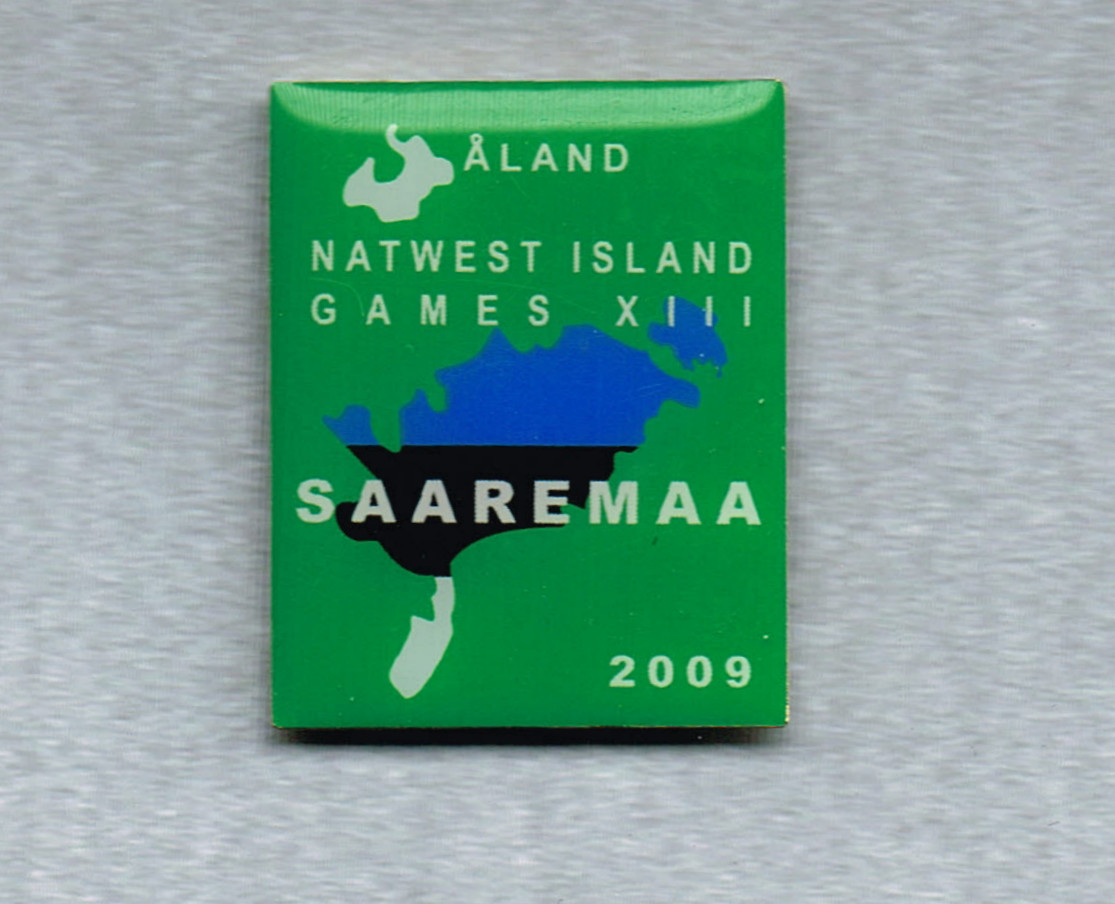 ÅLAND
NATWEST ISLAND
GAMES XIII
SAAREMAA
2009